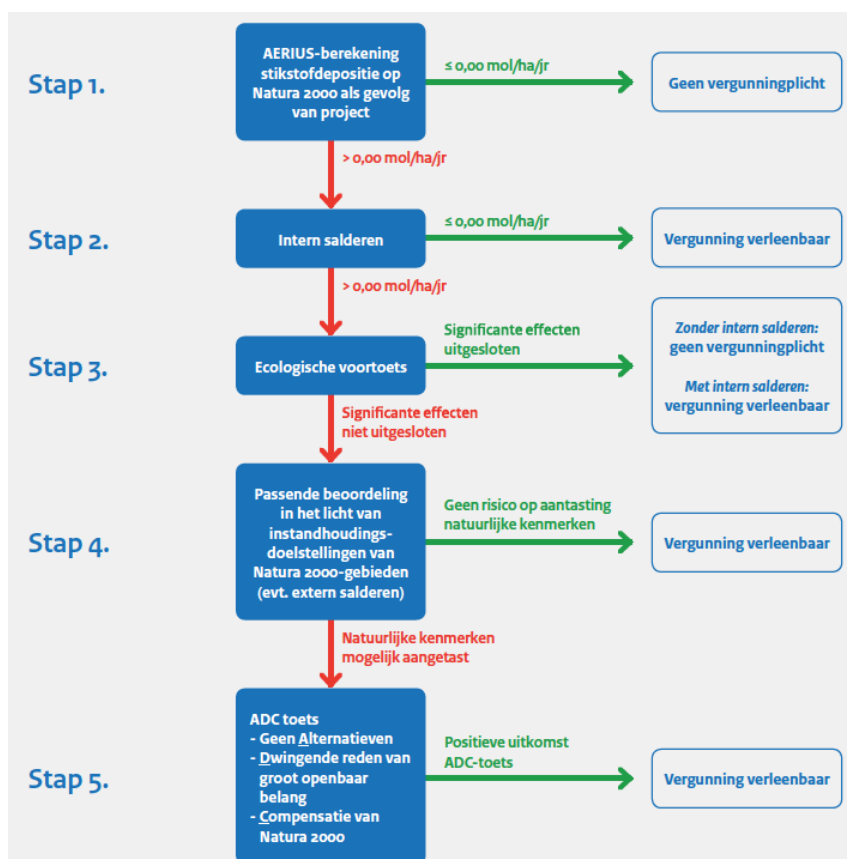 Stap 1.
AERIUS-berekening
stikstofdepositie op
Natura 2000 als gevolg
van project
≤ 0,00 mol/ha/jr
Geen vergunningplicht
> 0,00 mol/ha/jr
Stap 2.
Intern salderen
≤ 0,00 mol/ha/jr
Vergunning verleenbaar
> 0,00 mol/ha/jr
Stap 3.
Ecologische voortoets
Significante effecten
uitgesloten
Zonder intern salderen:
geen vergunningplicht
Met intern salderen:
vergunning verleenbaar
Significante effecten
niet uitgesloten
Stap 4.
Passende beoordeling
in het licht van
instandhoudings-
doelstellingen van
Natura 2000-gebieden
(evt. extern salderen)
Geen risico op aantasting
natuurlijke kenmerken
Vergunning verleenbaar
Natuurlijke kenmerken
mogelijk aangetast
Stap 5.
ADC toets
- Geen Alternatieven
- Dwingende reden van
groot openbaar
belang
- Compensatie van
Natura 2000
Positieve uitkomst
ADC-toets
Vergunning verleenbaar